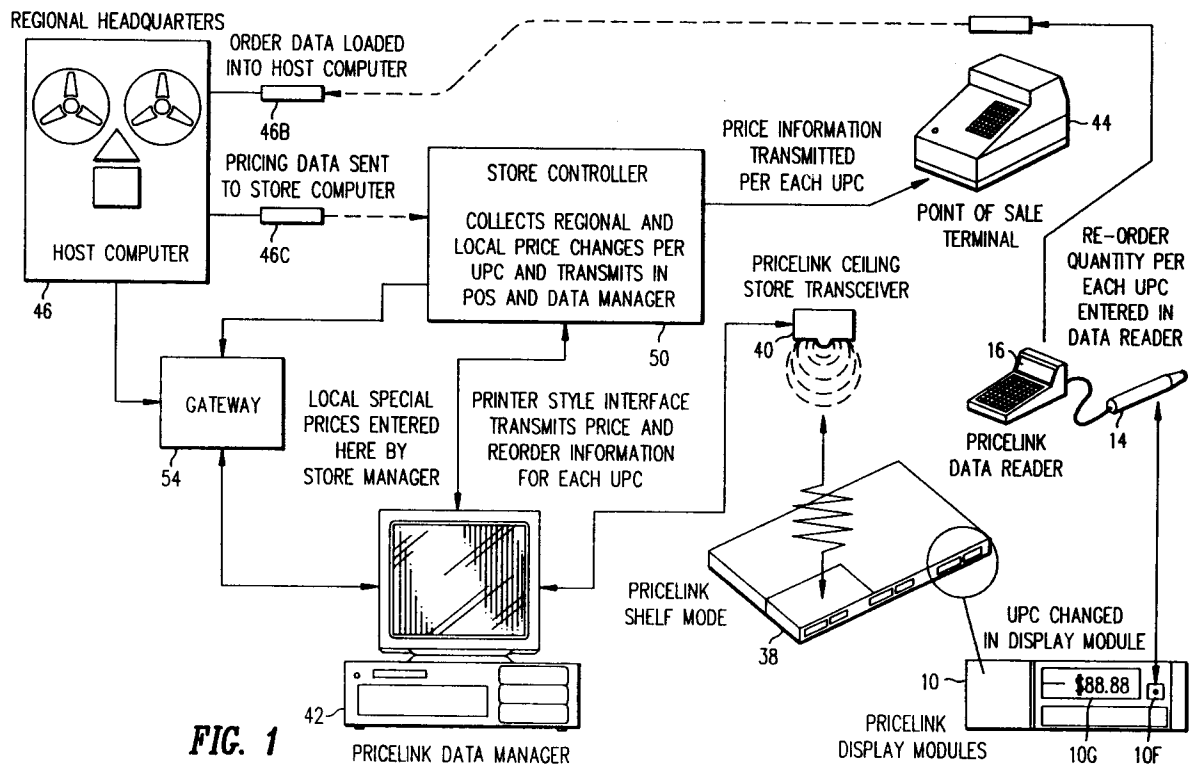 REGIONAL HEADQUARTERS
ORDER DATA LOADED
INTO HOST COMPUTER
46B
PRICING DATA SENT
TO STORE COMPUTER
46C
HOST COMPUTER
46
STORE CONTROLLER
COLLECTS REGIONAL AND
LOCAL PRICE CHANGES PER
UPC AND TRANSMITS IN
POS AND DATA MANAGER
50
PRICE INFORMATION
TRANSMITTED
PER EACH UPC
44
POINT OF SALE
TERMINAL
PRICELINK CEILING
STORE TRANSCEIVER
40
RE-ORDER
QUANTITY PER
EACH UPC
ENTERED IN
DATA READER
16
14
PRICELINK
DATA READER
GATEWAY
54
LOCAL SPECIAL
PRICES ENTERED
HERE BY
STORE MANAGER
PRINTER STYLE INTERFACE
TRANSMITS PRICE AND
REORDER INFORMATION
FOR EACH UPC
PRICELINK
SHELF MODE
38
UPC CHANGED
IN DISPLAY MODULE
10
$88.88
PRICELINK
DISPLAY MODULES
10G
10F
42
PRICELINK DATA MANAGER
FIG. 1